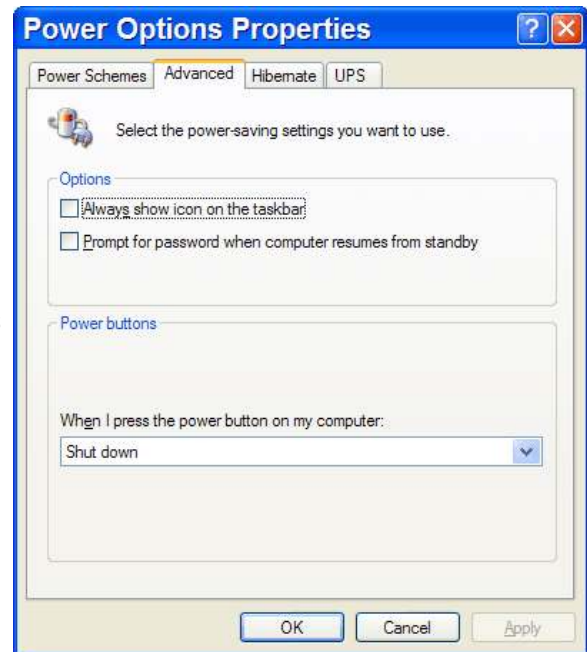 Power Options Properties
Power Schemes Advanced Hibernate UPS
Select the power-saving settings you want to use.
Options
Always show icon on the taskbar
Prompt for password when computer resumes from standby
Power buttons
When I press the power button on my computer:
Shut down
OK Cancel Apply